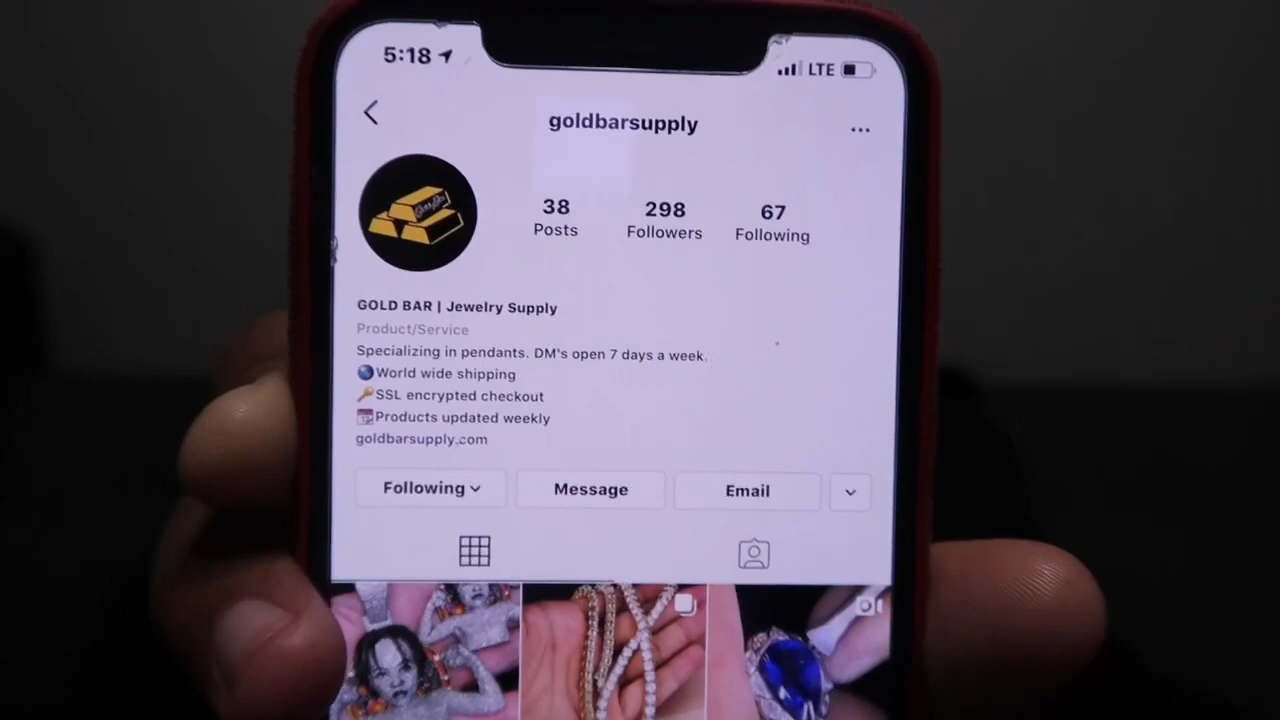 5:18
LTE
goldbarsupply
38
Posts
298
Followers
67
Following
GOLD BAR | Jewelry Supply
Product/Service
Specializing in pendants. DM's open 7 days a week.
🌎World wide shipping
🔑SSL encrypted checkout
📆Products updated weekly
goldbarsupply.com
Following
Message
Email